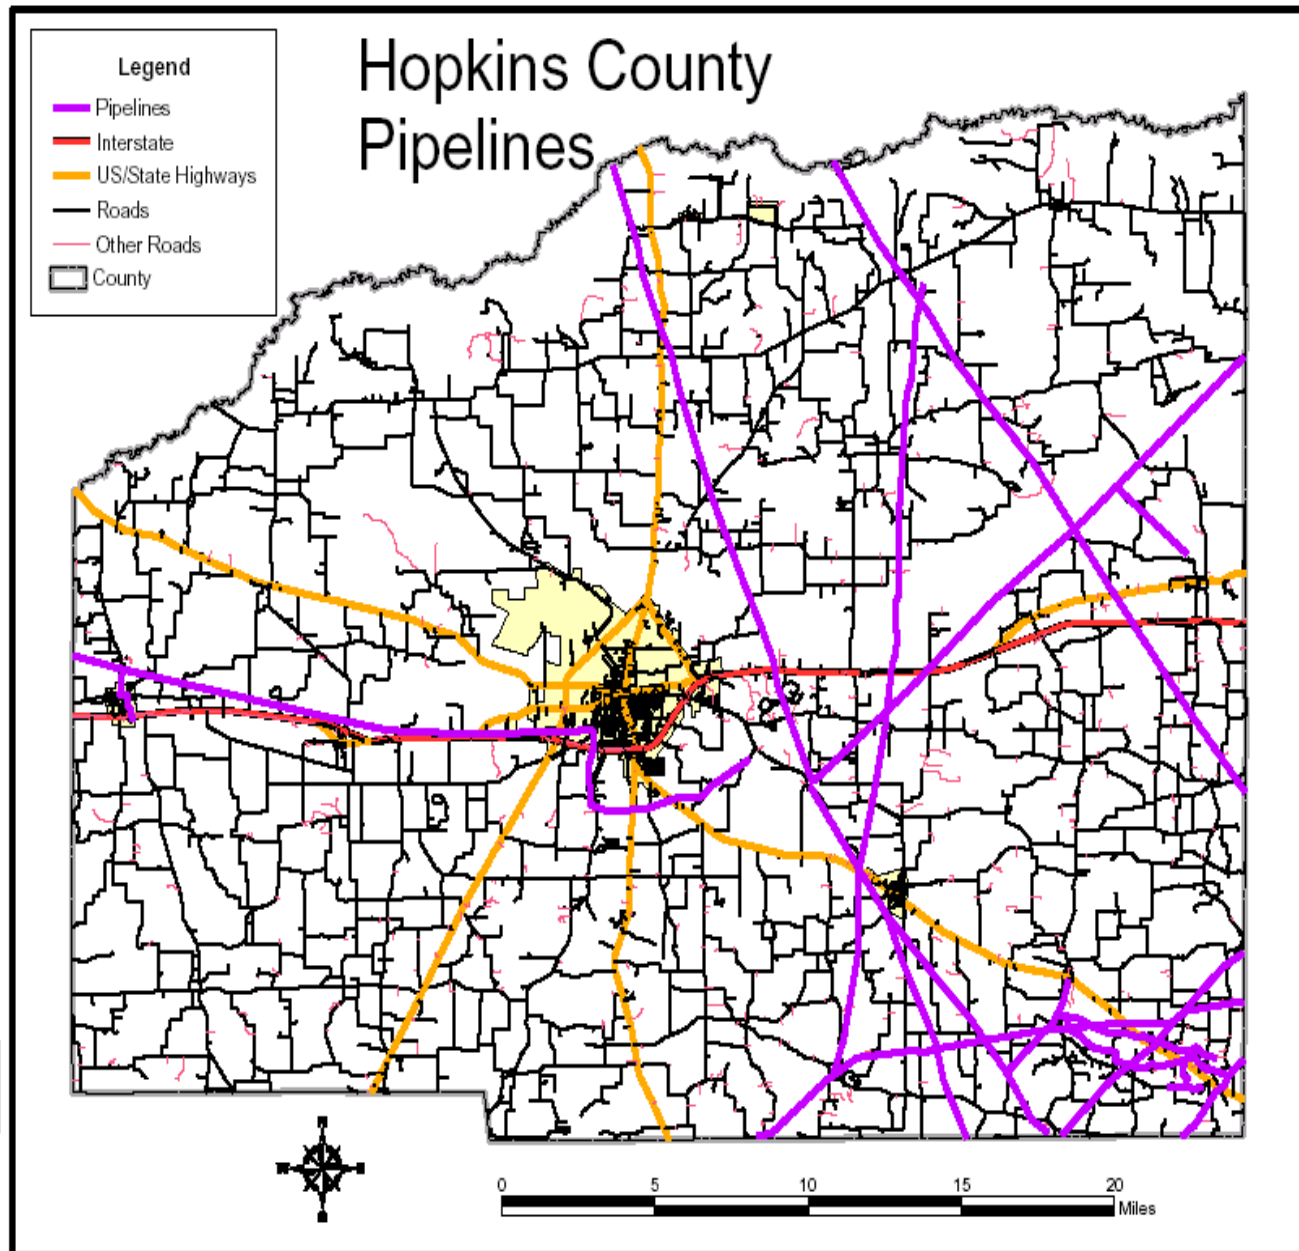 Hopkins County
Pipelines
Legend
Pipelines
Interstate
US/State Highways
Roads
Other Roads
County
0 5 10 15 20
Miles